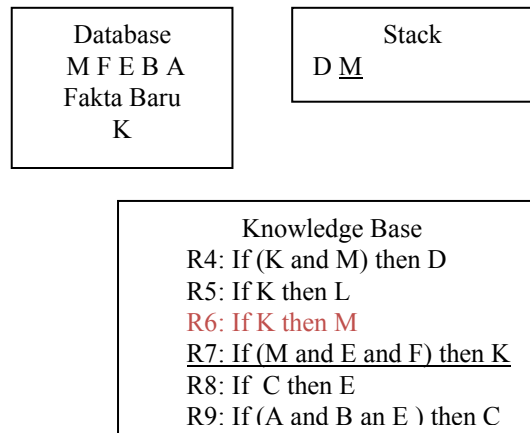 Database
M F E B A
Fakta Baru
K
Stack
D M
Knowledge Base
R4: If (K and M) then D
R5: If K then L
R6: If K then M
R7: If (M and E and F) then K
R8: If C then E
R9: If (A and B an E ) then C